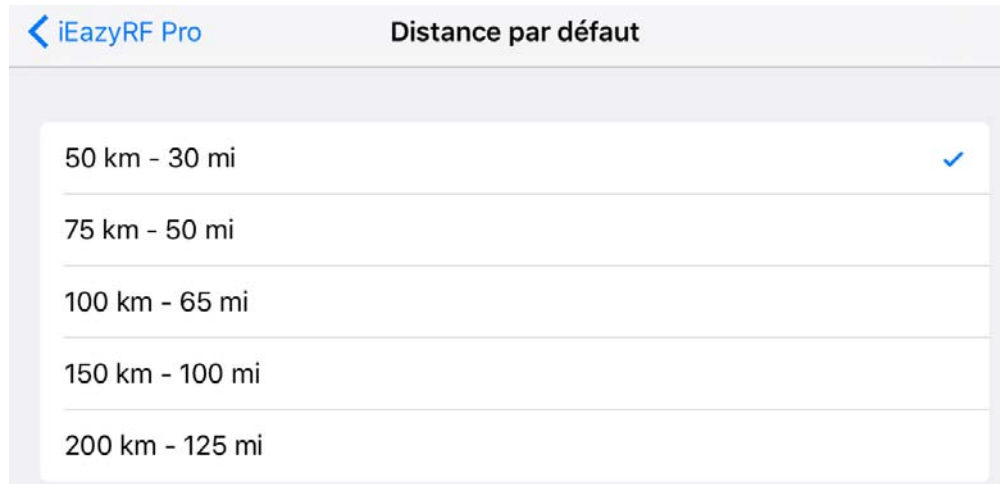 iEazyRF Pro
Distance par défaut
50 km - 30 mi
75 km - 50 mi
100 km - 65 mi
150 km - 100 mi
200 km - 125 mi